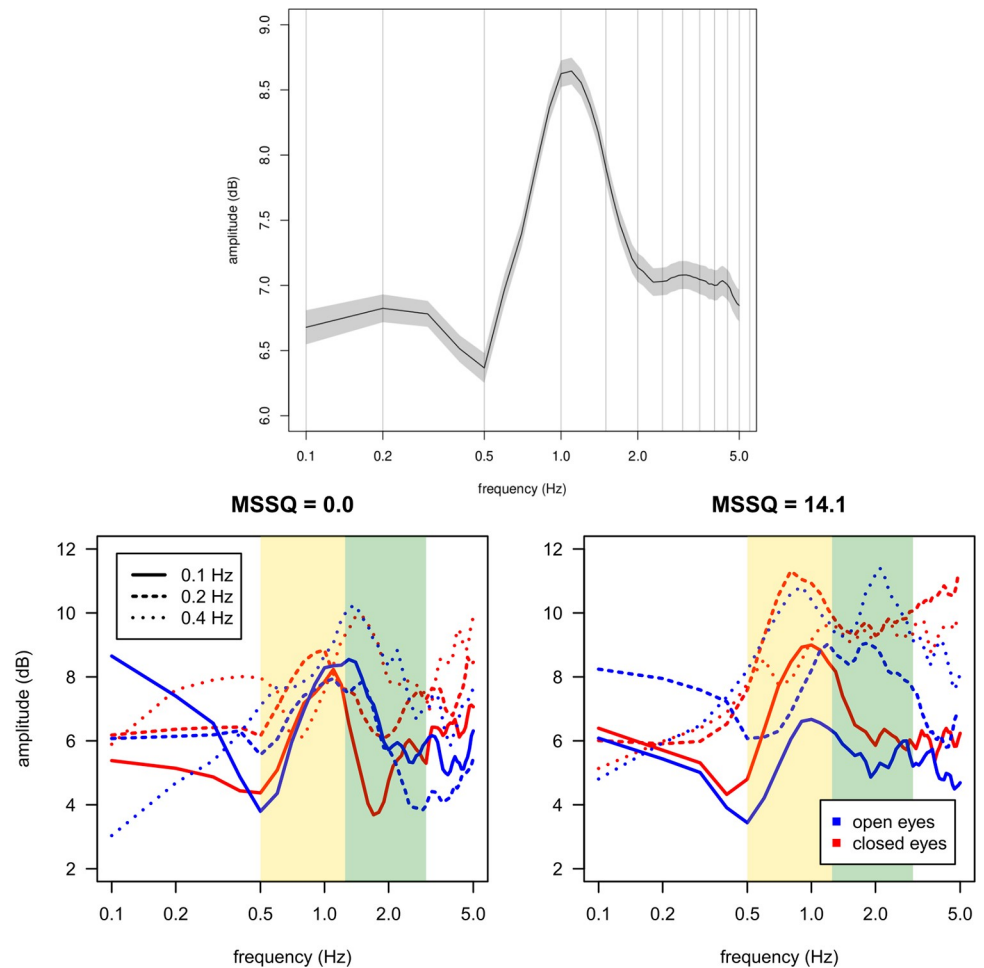 9.0
8.5
8.0
7.5
7.0
6.5
6.0
amplitude (dB)
0.1 0.2 0.5 1.0 2.0 5.0
frequency (Hz)
MSSQ = 0.0
12
10
8
6
4
2
amplitude (dB)
0.1 Hz
0.2 Hz
0.4 Hz
0.1 0.2 0.5 1.0 2.0 5.0
frequency (Hz)
MSSQ = 14.1
12
10
8
6
4
2
open eyes
closed eyes
0.1 0.2 0.5 1.0 2.0 5.0
frequency (Hz)